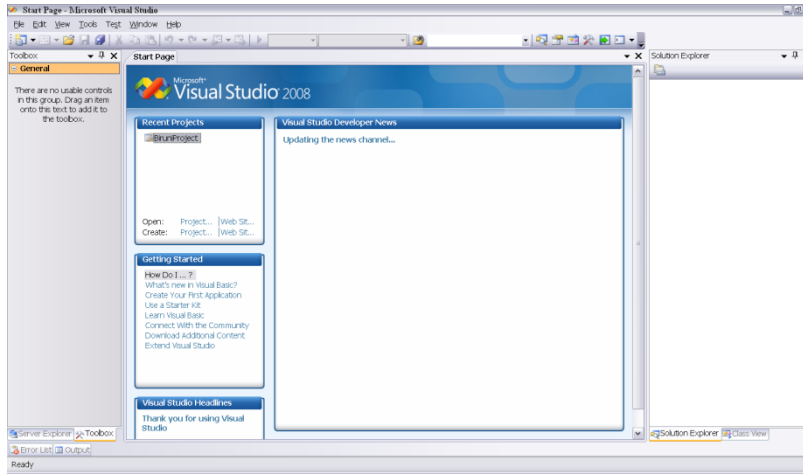 Start Page - Microsoft Visual Studio
File Edit View Tools Test Window Help
Toolbox
General
There are no usable controls
in this group. Drag an item
onto this text to add it to
the toolbox.
Server Explorer Toolbox
Start Page
Microsoft®
Visual Studio 2008
Recent Projects
BiruniProject
Open: Project... |Web Sit...
Create: Project... |Web Sit...
Getting Started
How Do I ... ?
What's new in Visual Basic?
Create Your First Application
Use a Starter Kit
Learn Visual Basic
Connect With the Community
Download Additional Content
Extend Visual Studio
Visual Studio Headlines
Thank you for using Visual
Studio
Visual Studio Developer News
Updating the news channel...
Solution Explorer
Solution Explorer Class View
Error List Output
Ready